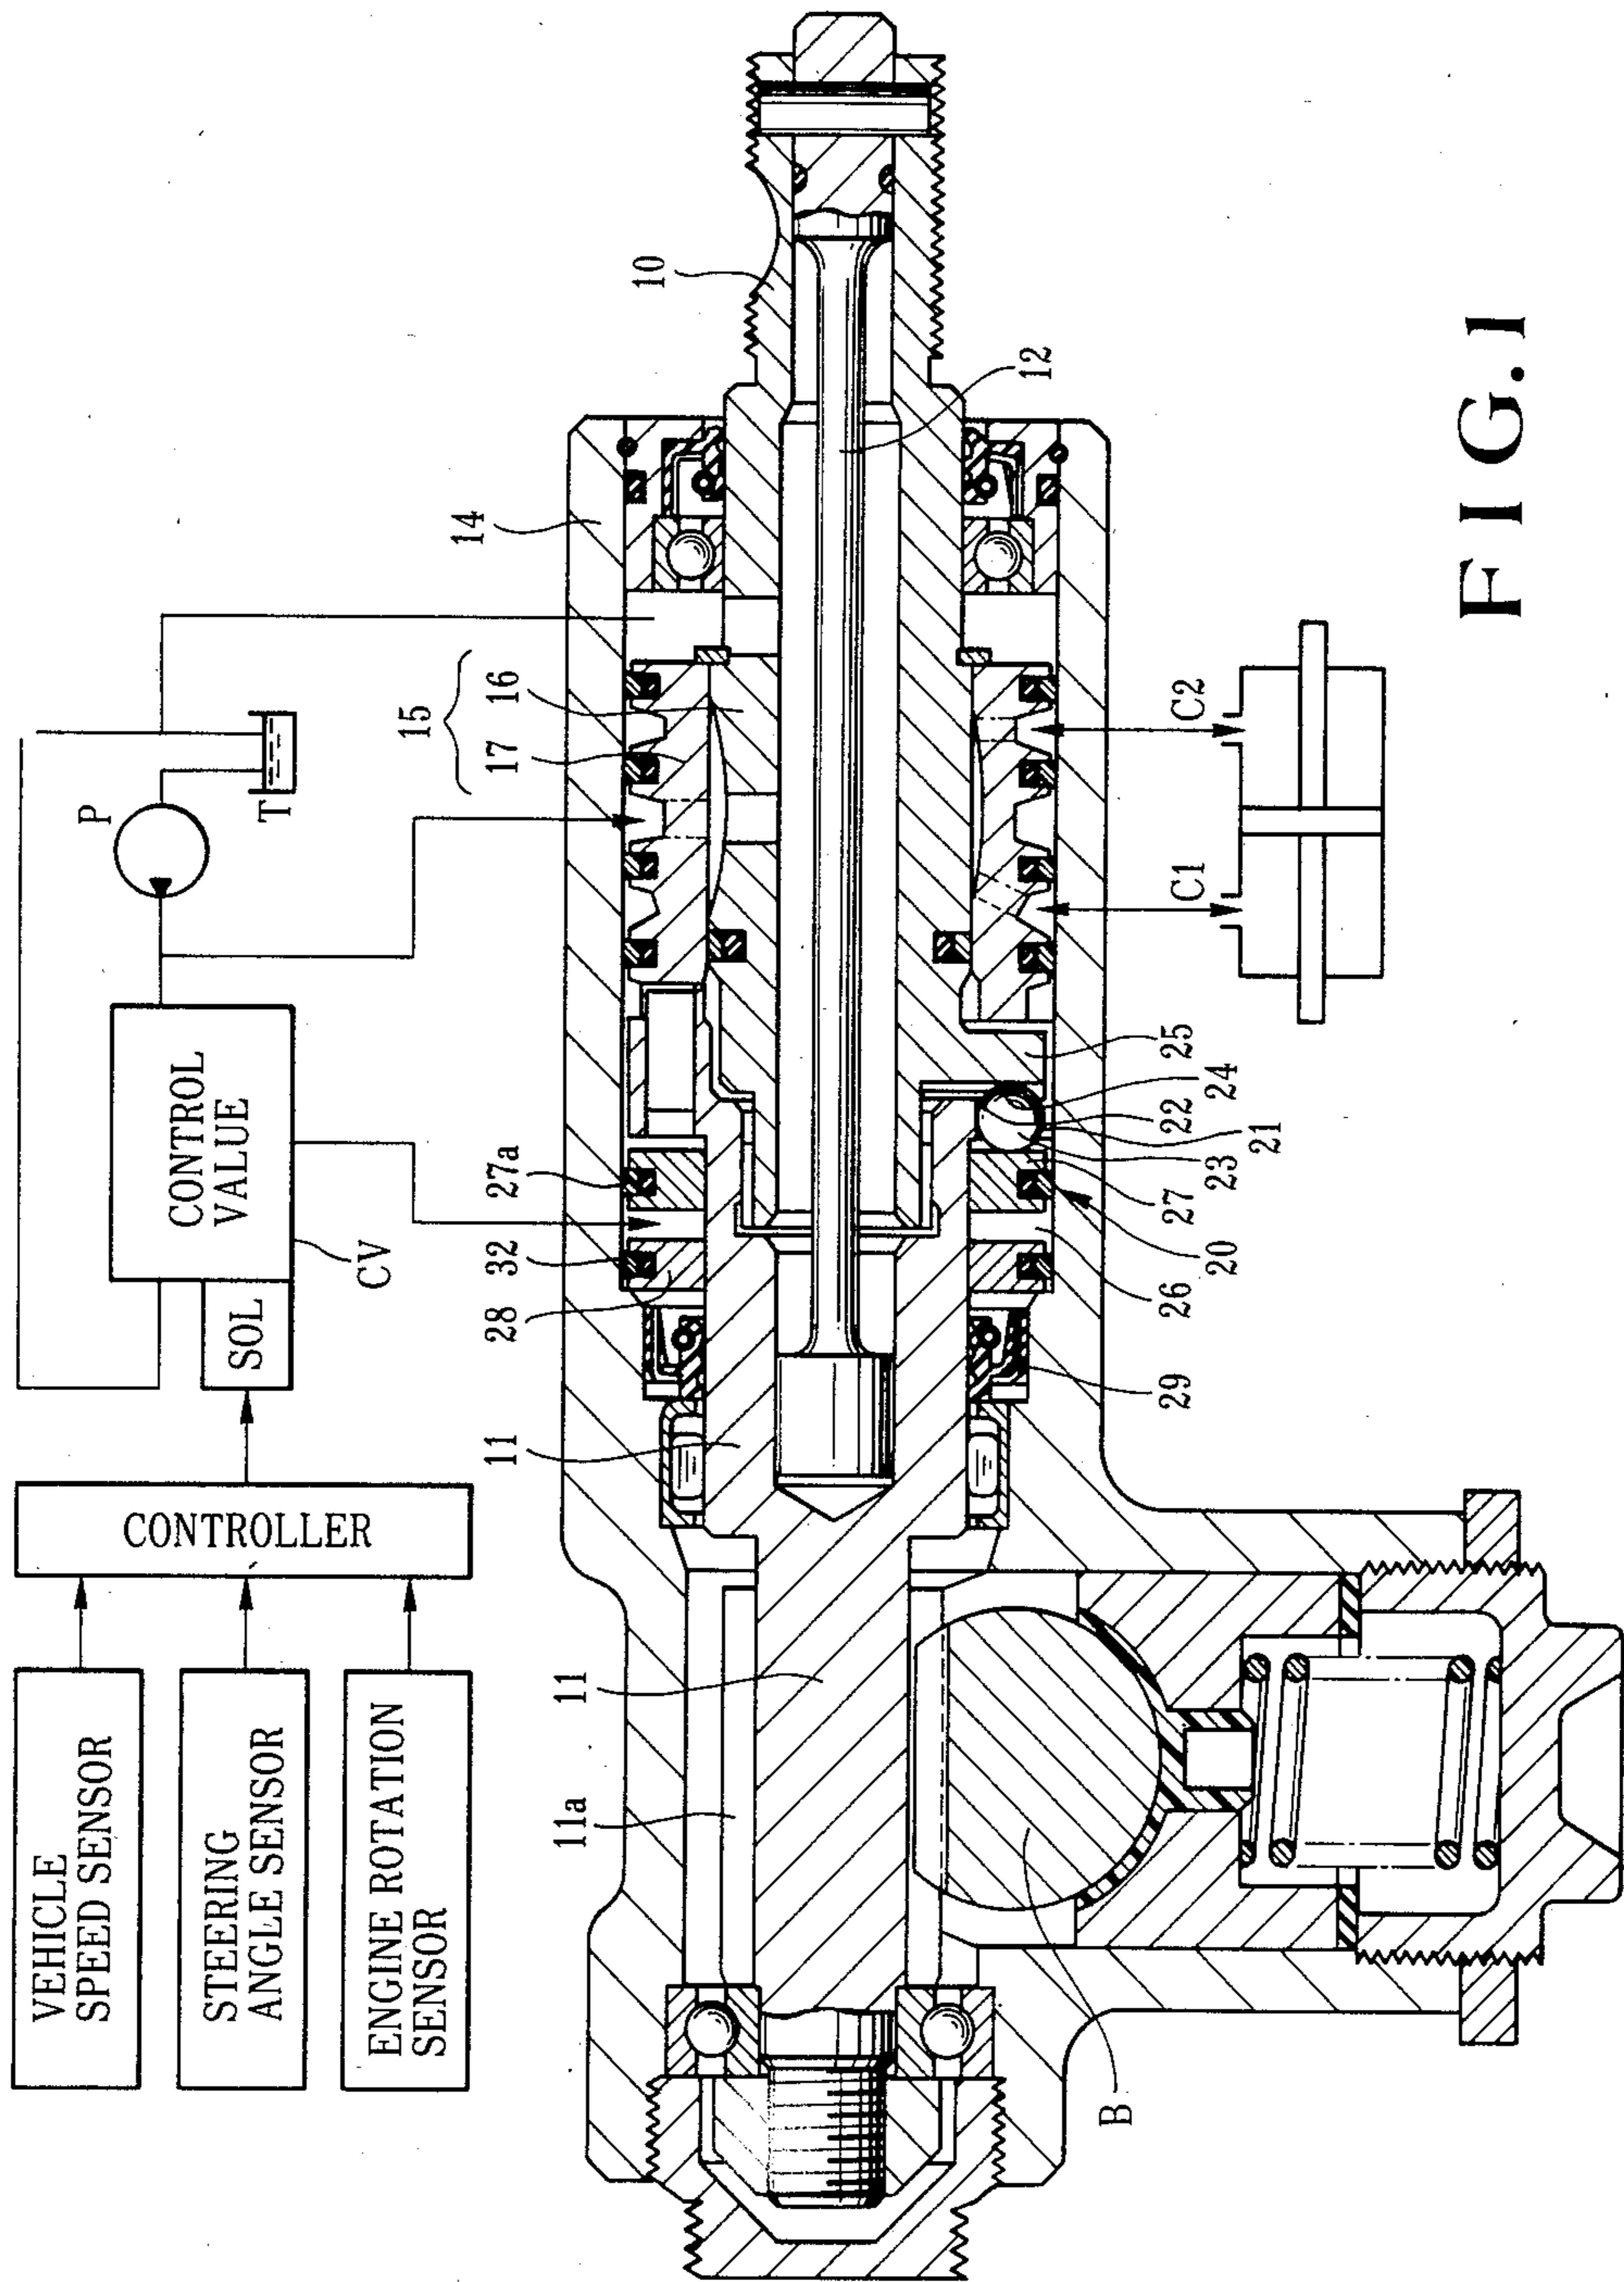 VEHICLE
SPEED SENSOR
STEERING
ANGLE SENSOR
ENGINE ROTATION
SENSOR
CONTROLLER
SOL
CONTROL
VALUE
CV
P
T
15
17
16
14
10
12
11a
11
11
28
32
27a
B
29
26
20
27
23
21
22
24
25
C1
C2
FIG.1